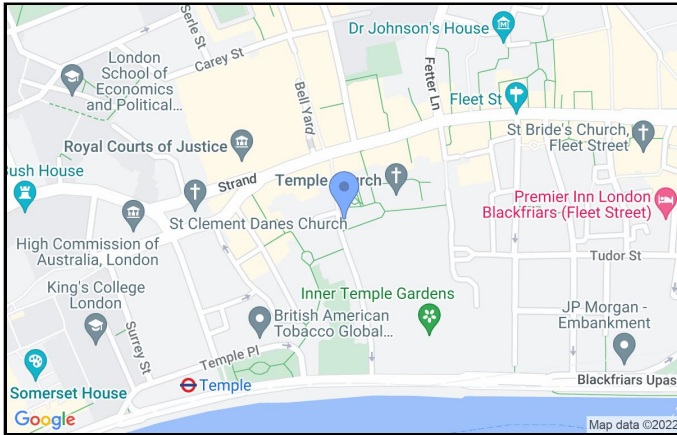 Dr Johnson's House
Serle St
Carey St
London
School of
Economics
and Political...
Fetter Ln
Fleet St
Bell Yard
St Bride's Church,
Fleet Street
Royal Courts of Justice
Bush House
Strand
Temple Church
Premier Inn London
Blackfriars (Fleet Street)
St Clement Danes Church
High Commission of
Australia, London
Tudor St
King's College
London
Inner Temple Gardens
British American
Tobacco Global...
JP Morgan -
Embankment
Surrey St
Temple Pl
Somerset House
Temple
Blackfriars Upas
Google
Map data ©2022